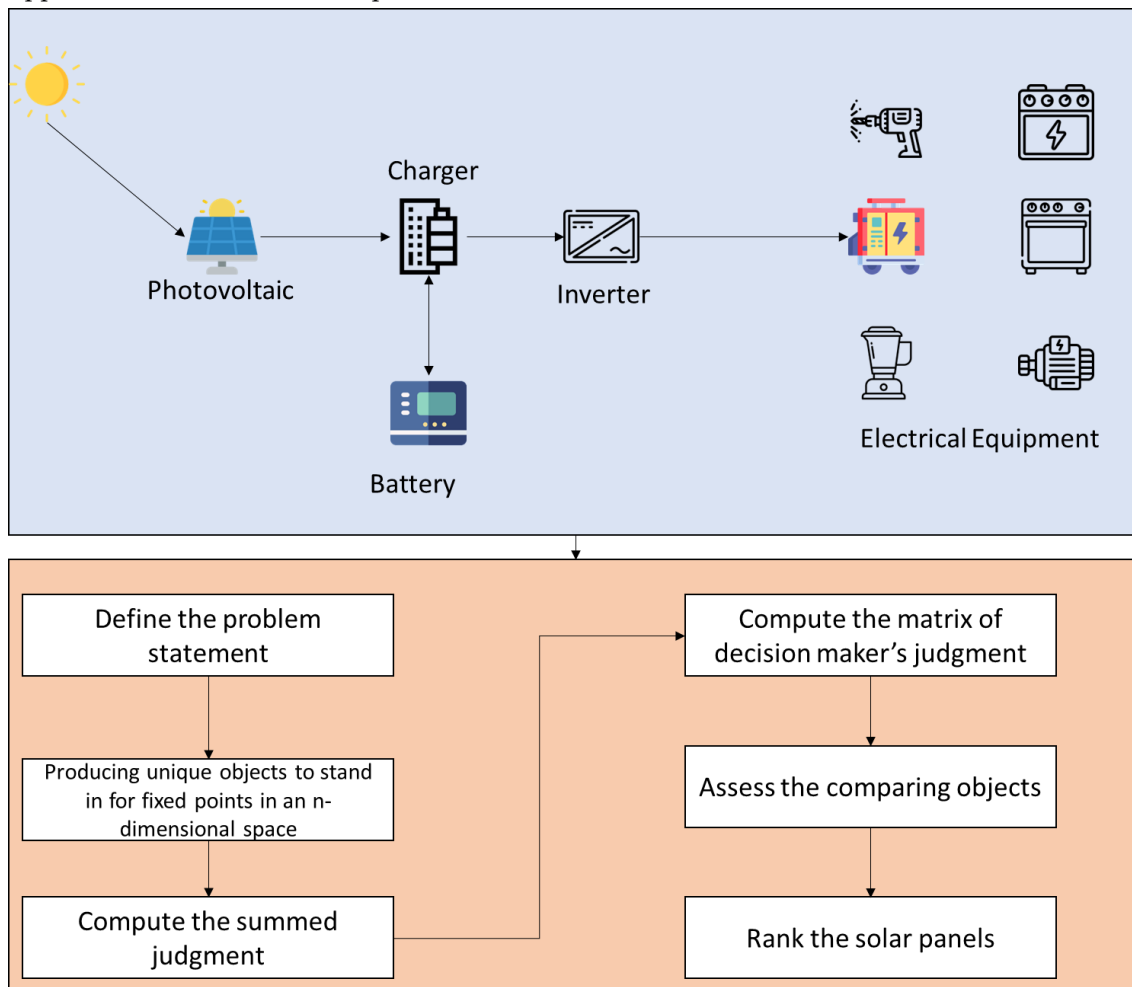 Charger
Photovoltaic
Inverter
Battery
Electrical Equipment
Define the problem
statement
Producing unique objects to stand
in for fixed points in an n-
dimensional space
Compute the summed
judgment
Compute the matrix of
decision maker’s judgment
Assess the comparing objects
Rank the solar panels